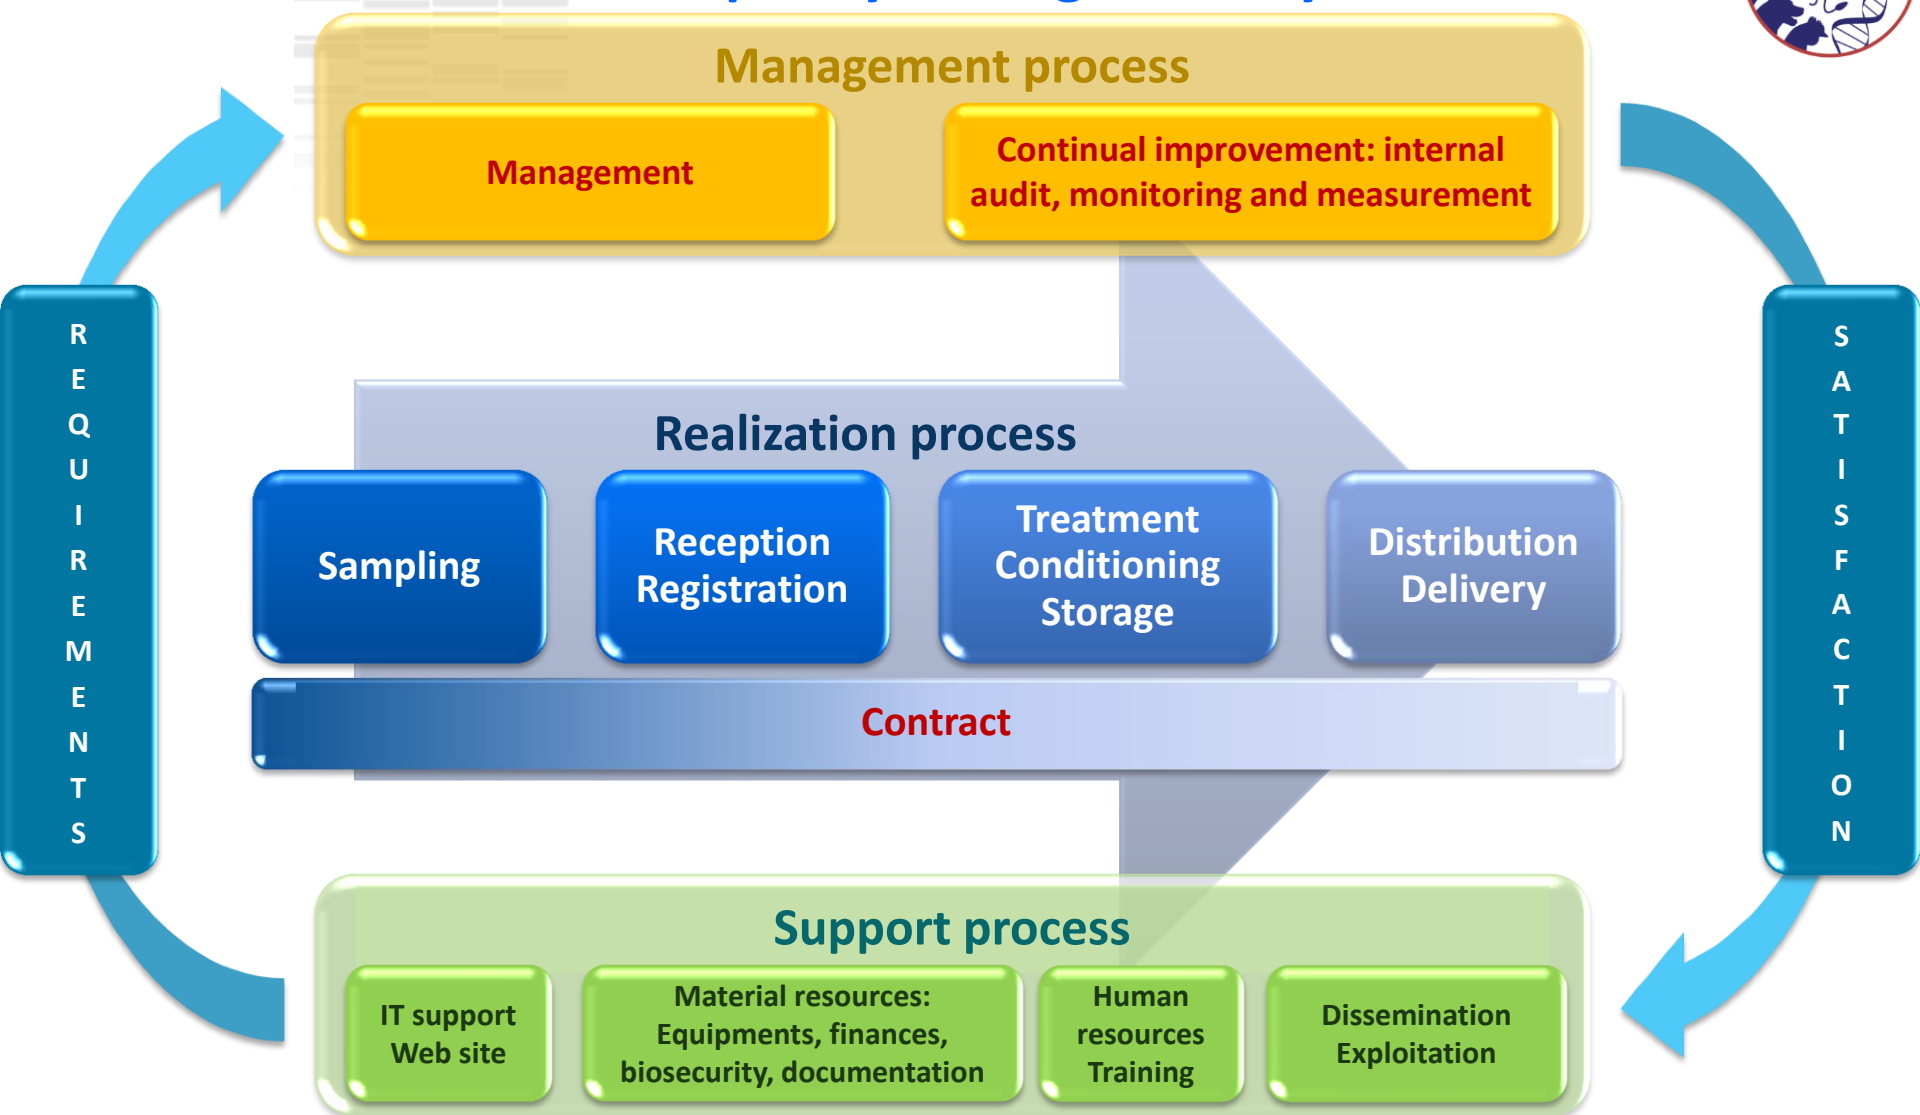 Management process
Management
Continual improvement: internal
audit, monitoring and measurement
REQUIREMENTS
Realization process
Sampling
Reception
Registration
Treatment
Conditioning
Storage
Distribution
Delivery
Contract
SATISFACTION
Support process
IT support
Web site
Material resources:
Equipments, finances,
biosecurity, documentation
Human
resources
Training
Dissemination
Exploitation